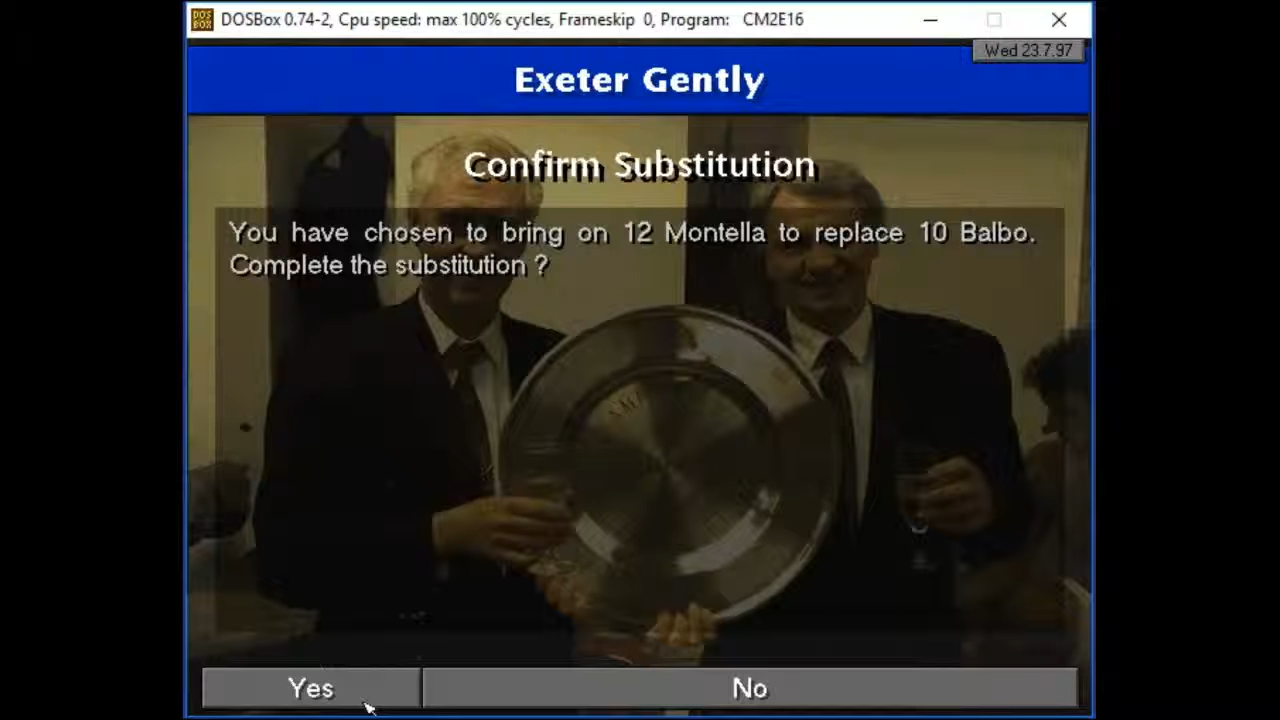 DOSBox 0.74-2, Cpu speed: max 100% cycles, Frameskip 0, Program: CM2E16
Wed 23.7.97
Exeter Gently
Confirm Substitution
You have chosen to bring on 12 Montella to replace 10 Balbo.
Complete the substitution ?
Yes
No